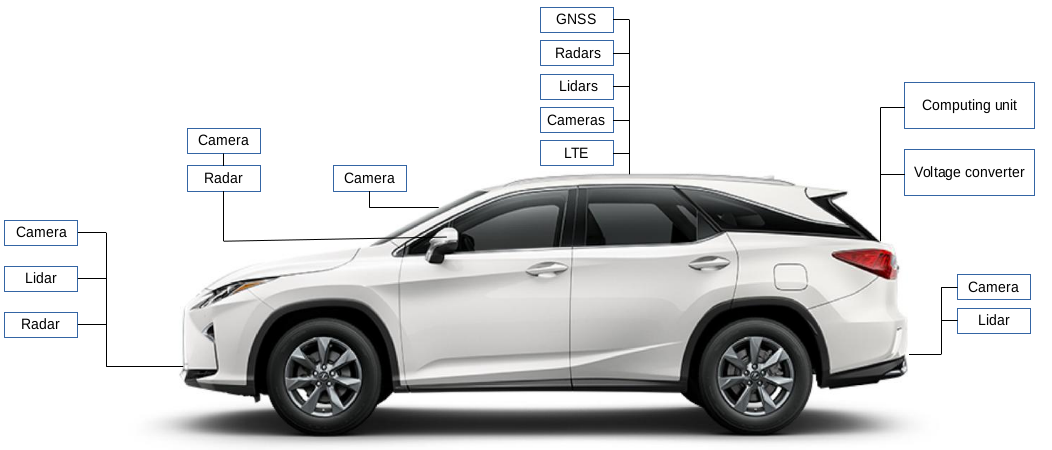 GNSS
Radars
Lidars
Cameras
LTE
Computing unit
Voltage converter
Camera
Radar
Camera
Camera
Lidar
Radar
Camera
Lidar